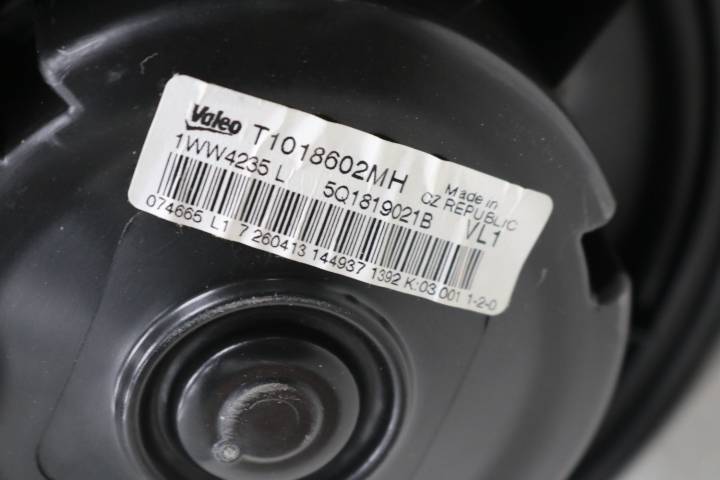 Valeo T1018602MH Made in
CZ REPUBLIC
1WW4235 L 5Q1819021B VL1
074665 L1 7 260413 144937 1392 K:03 001 1-2-0